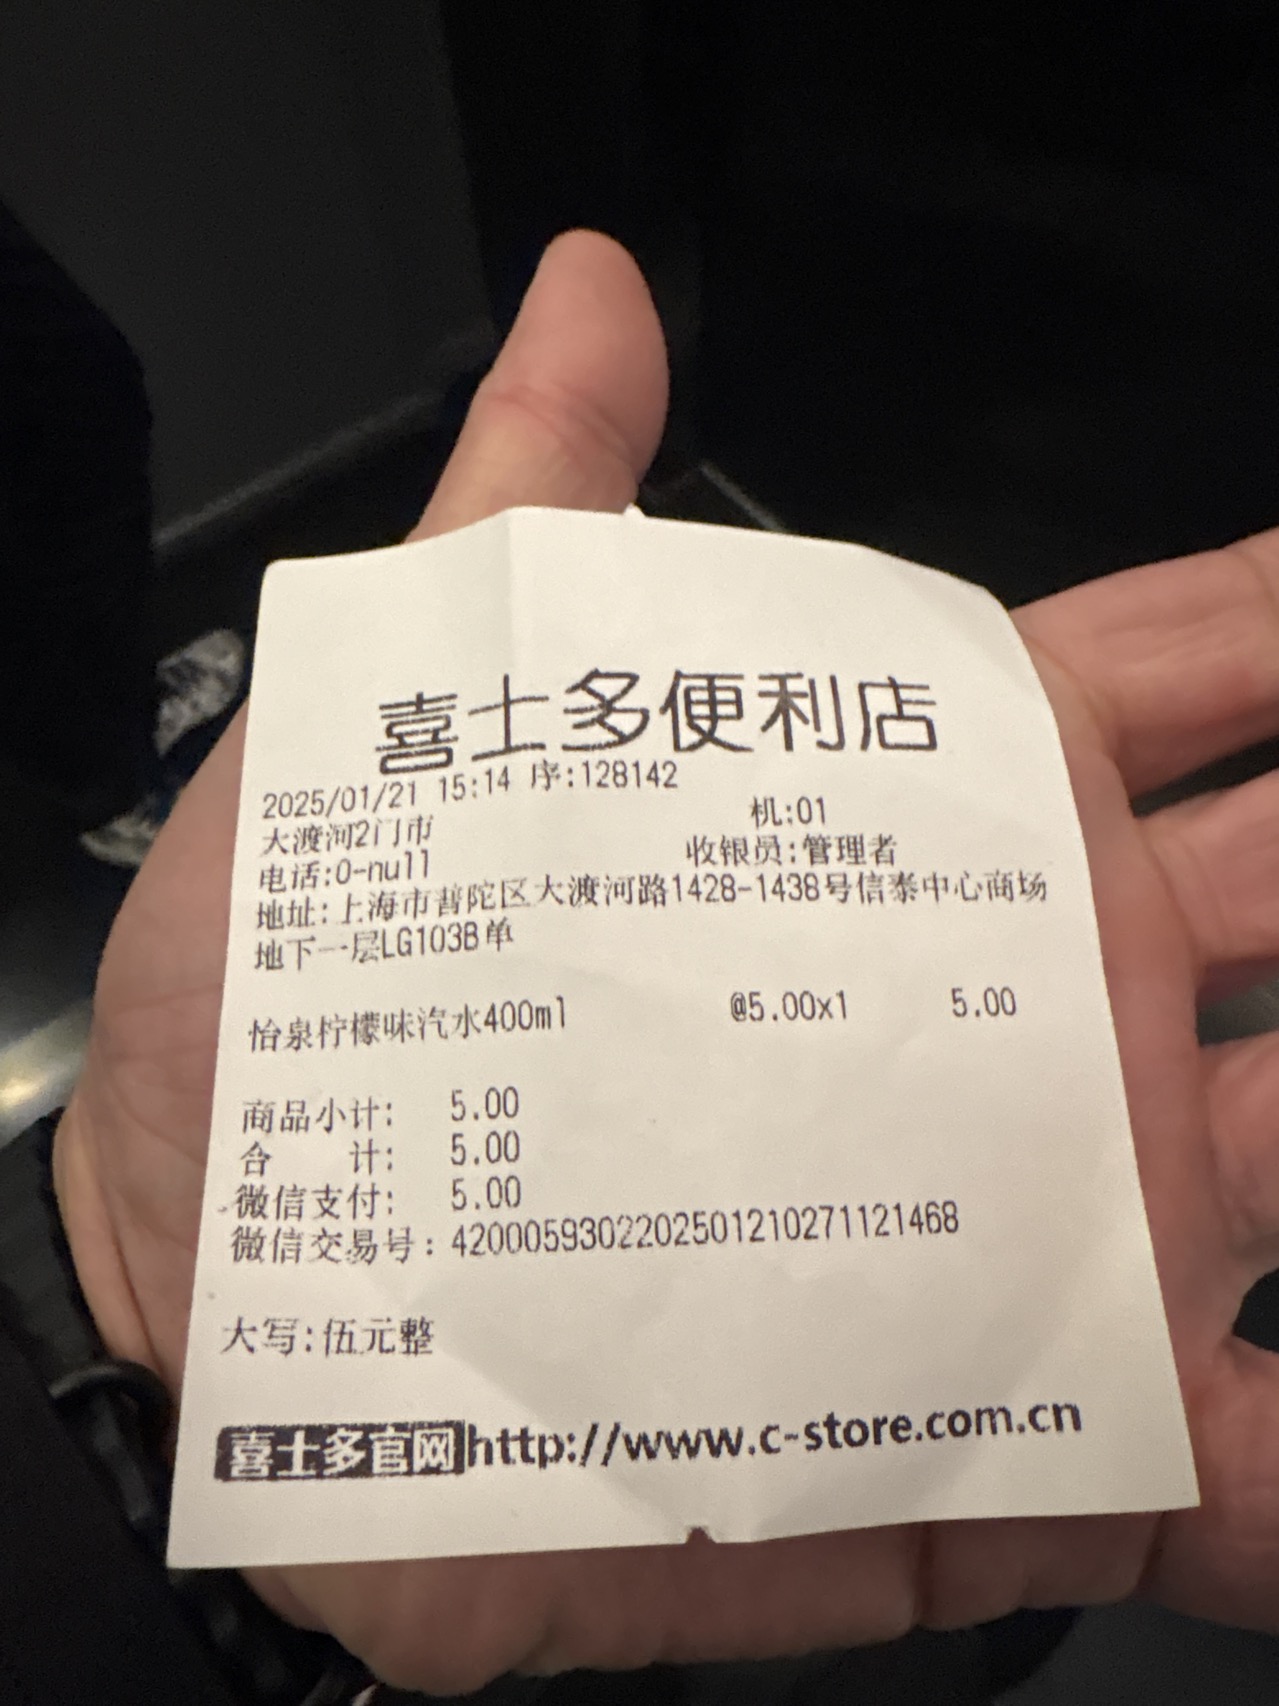 喜士多便利店
2025/01/21 15:14 序:128142
大渡河2门市 机:01
电话:0-null 收银员:管理者
地址:上海市普陀区大渡河路1428-1438号信泰中心商场
地下一层LG103B单
怡泉柠檬味汽水400ml @5.00x1 5.00
商品小计: 5.00
合 计: 5.00
微信支付: 5.00
微信交易号: 4200059302202501210271121468
大写:伍元整
喜士多官网http://www.c-store.com.cn